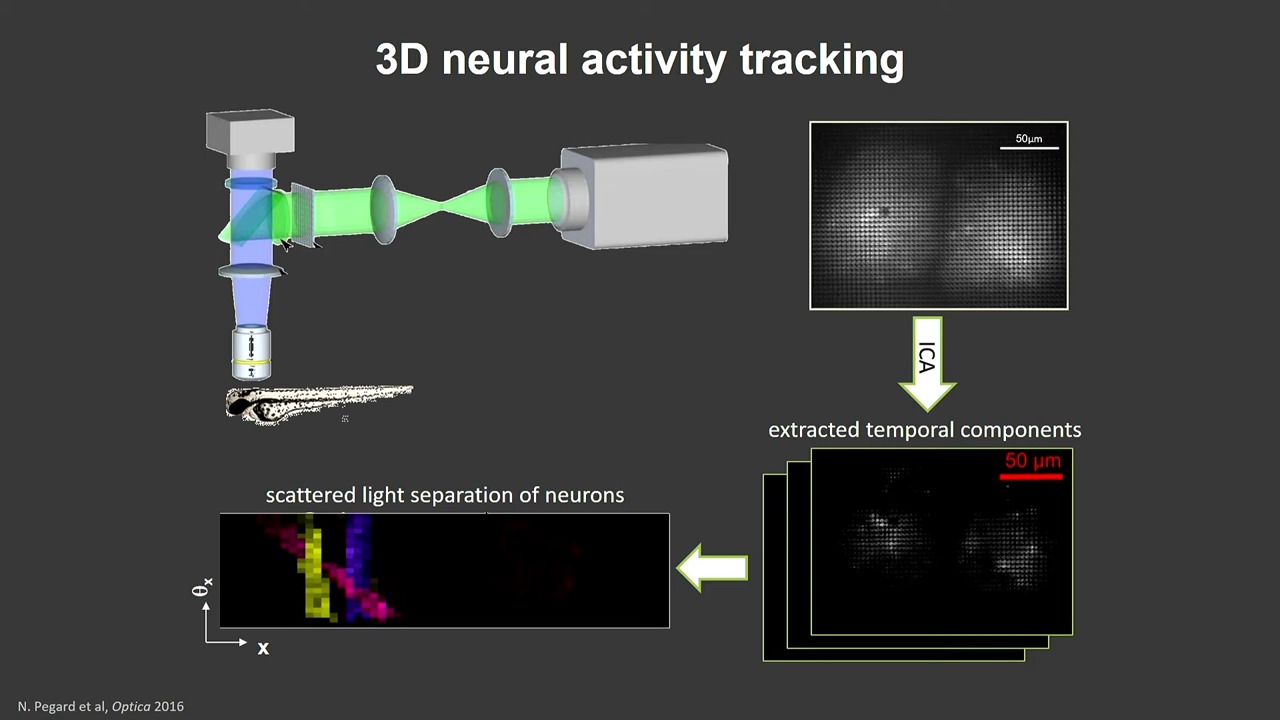 3D neural activity tracking
50μm
ICA
extracted temporal components
50 μm
scattered light separation of neurons
θx
x
N. Pegard et al, Optica 2016